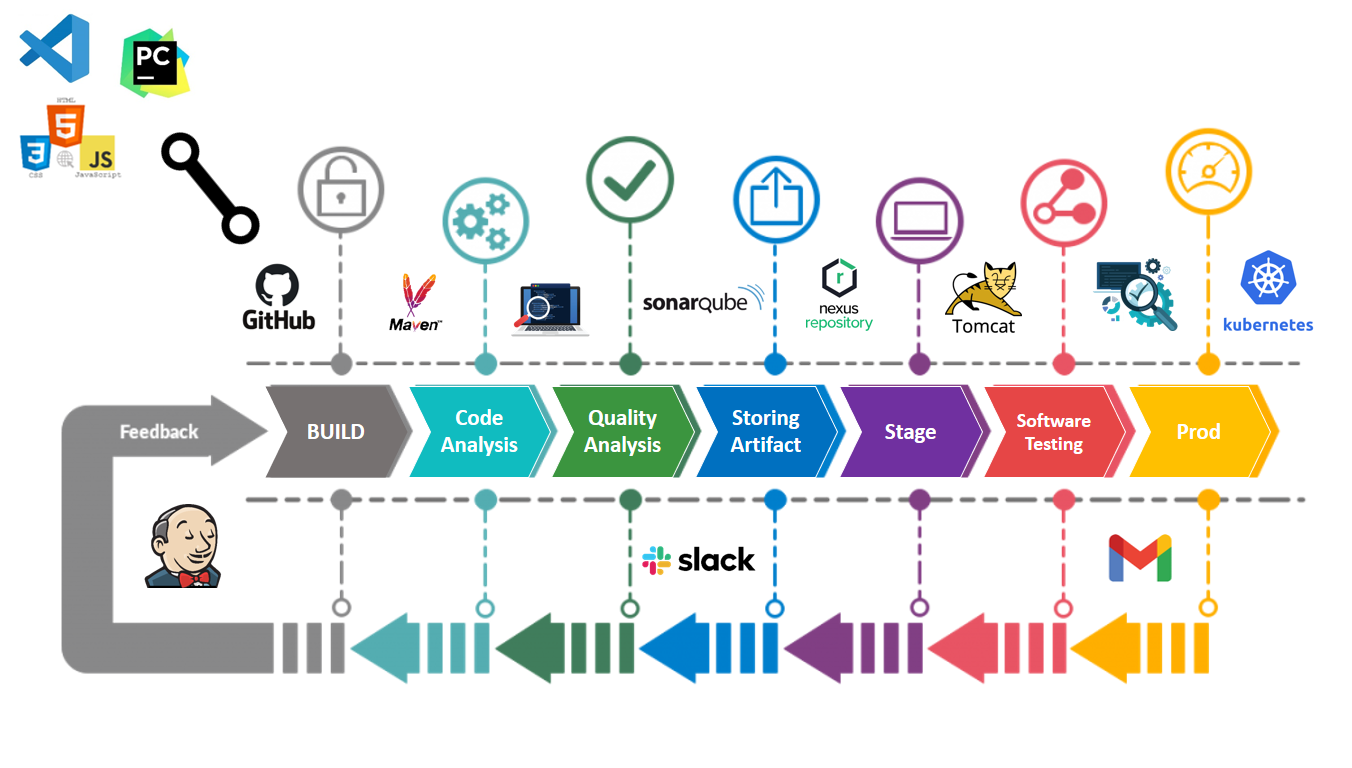 PC
HTML
5
3
JS
CSS
JavaScript
GitHub
Maven™
sonarqube
r
nexus
repository
Tomcat
kubernetes
Feedback
BUILD
Code
Analysis
Quality
Analysis
Storing
Artifact
Stage
Software
Testing
Prod
slack